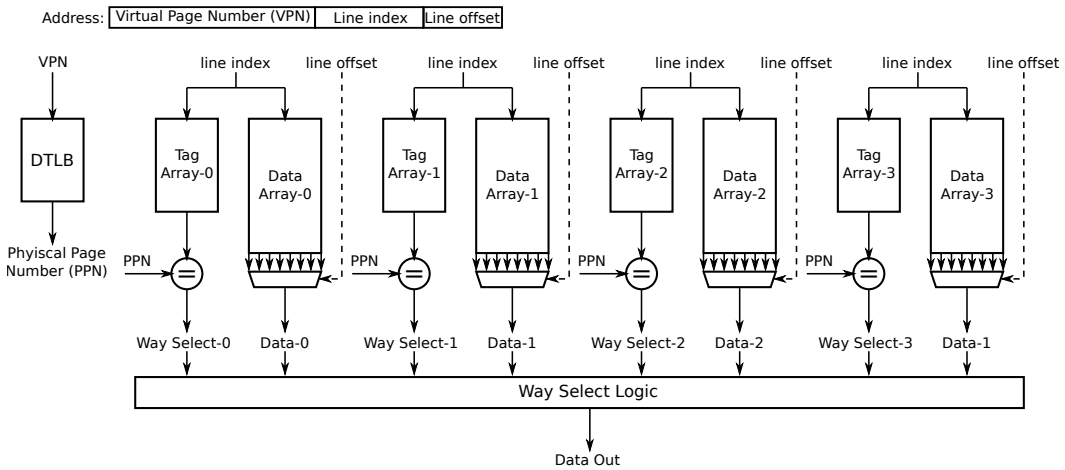 Address: Virtual Page Number (VPN) Line index Line offset
VPN line index line offset line index line offset line index line offset line index line offset
DTLB
Tag
Array-0
Data
Array-0
Tag
Array-1
Data
Array-1
Tag
Array-2
Data
Array-2
Tag
Array-3
Data
Array-3
Phyiscal Page
Number (PPN)
PPN = PPN = PPN = PPN =
Way Select-0 Data-0 Way Select-1 Data-1 Way Select-2 Data-2 Way Select-3 Data-1
Way Select Logic
Data Out